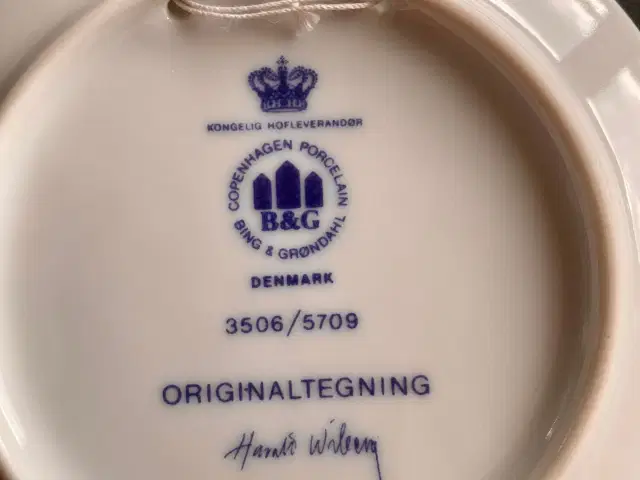 KONGELIG HOFLEVERANDØR
COPENHAGEN PORCELAIN
B&G
BING & GRØNDAHL
DENMARK
3506/5709
ORIGINALTEGNING
Harald Wiberg